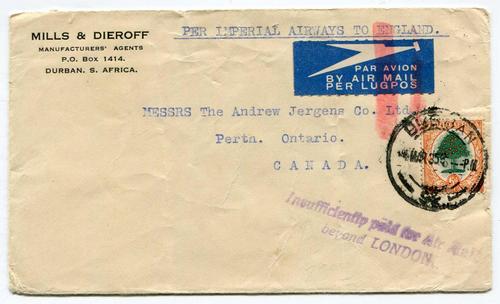 MILLS & DIEROFF
MANUFACTURERS' AGENTS
P.O. BOX 1414.
DURBAN. S. AFRICA.
PER IMPERIAL AIRWAYS TO ENGLAND.
PAR AVION
BY AIR MAIL
PER LUGPOS
MESSRS The Andrew Jergens Co. Ltd.
Perth. Ontario.
CANADA.
DURBAN
Insufficiently paid for Air Mail
beyond LONDON.